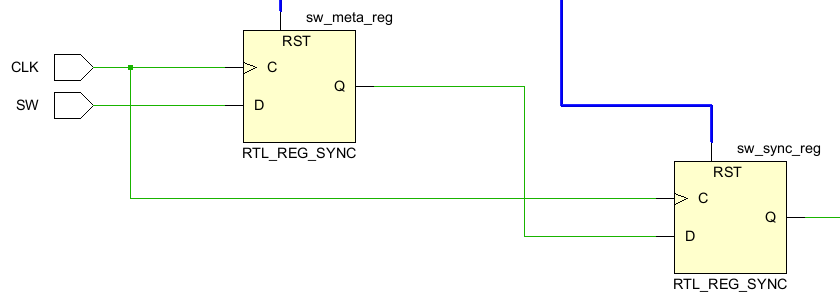 sw_meta_reg
RST
CLK
C
Q
SW
D
RTL_REG_SYNC
sw_sync_reg
RST
C
Q
D
RTL_REG_SYNC